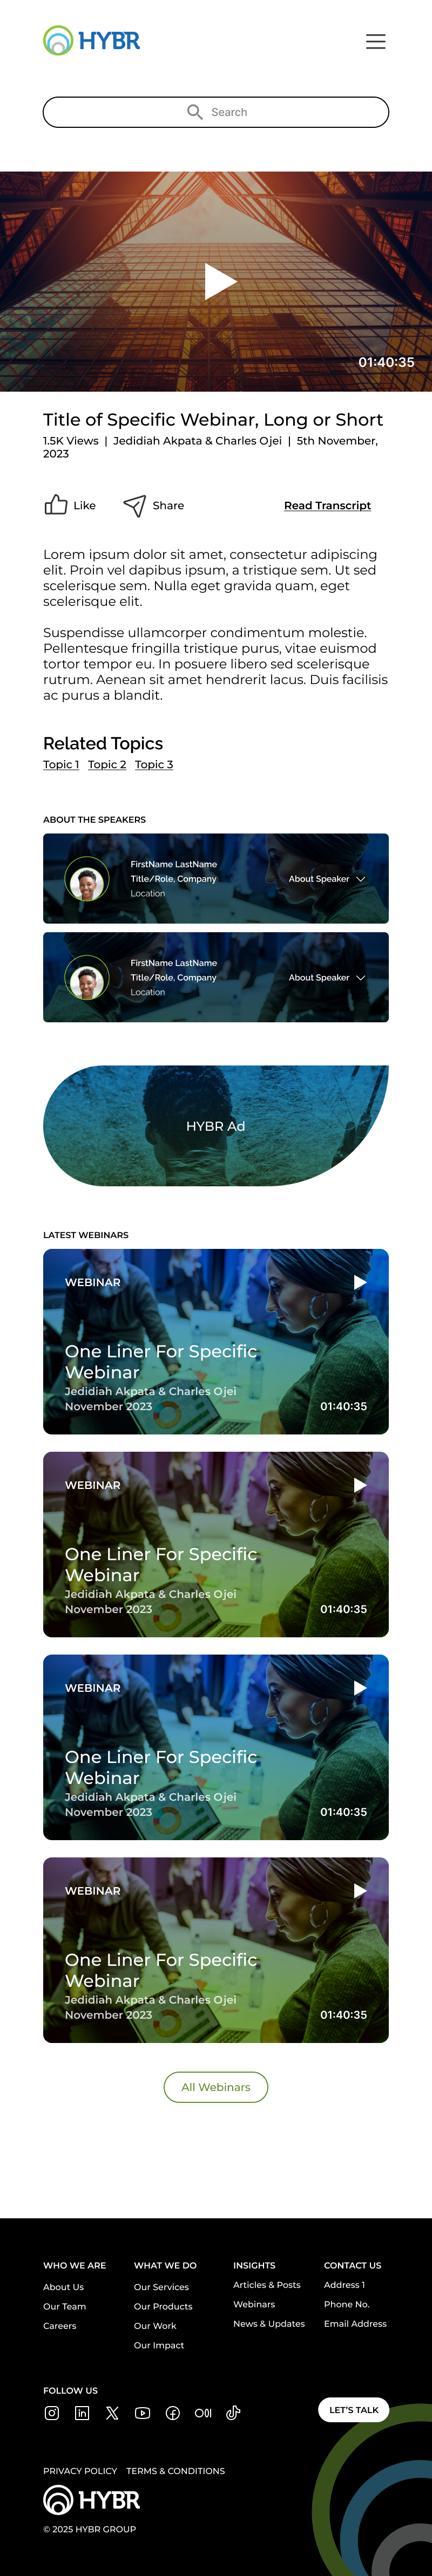 HYBR
Search
01:40:35
Title of Specific Webinar, Long or Short
1.5K Views | Jedidiah Akpata & Charles Ojei | 5th November,
2023
Like Share Read Transcript
Lorem ipsum dolor sit amet, consectetur adipiscing
elit. Proin vel dapibus ipsum, a tristique sem. Ut sed
scelerisque sem. Nulla eget gravida quam, eget
scelerisque elit.
Suspendisse ullamcorper condimentum molestie.
Pellentesque fringilla tristique purus, vitae euismod
tortor tempor eu. In posuere libero sed scelerisque
rutrum. Aenean sit amet hendrerit lacus. Duis facilisis
ac purus a blandit.
Related Topics
Topic 1 Topic 2 Topic 3
ABOUT THE SPEAKERS
FirstName LastName
Title/Role, Company
Location
About Speaker
FirstName LastName
Title/Role, Company
Location
About Speaker
HYBR Ad
LATEST WEBINARS
WEBINAR
One Liner For Specific
Webinar
Jedidiah Akpata & Charles Ojei
November 2023
01:40:35
WEBINAR
One Liner For Specific
Webinar
Jedidiah Akpata & Charles Ojei
November 2023
01:40:35
WEBINAR
One Liner For Specific
Webinar
Jedidiah Akpata & Charles Ojei
November 2023
01:40:35
WEBINAR
One Liner For Specific
Webinar
Jedidiah Akpata & Charles Ojei
November 2023
01:40:35
All Webinars
WHO WE ARE
About Us
Our Team
Careers
WHAT WE DO
Our Services
Our Products
Our Work
Our Impact
INSIGHTS
Articles & Posts
Webinars
News & Updates
CONTACT US
Address 1
Phone No.
Email Address
FOLLOW US
LET'S TALK
PRIVACY POLICY TERMS & CONDITIONS
HYBR
© 2025 HYBR GROUP